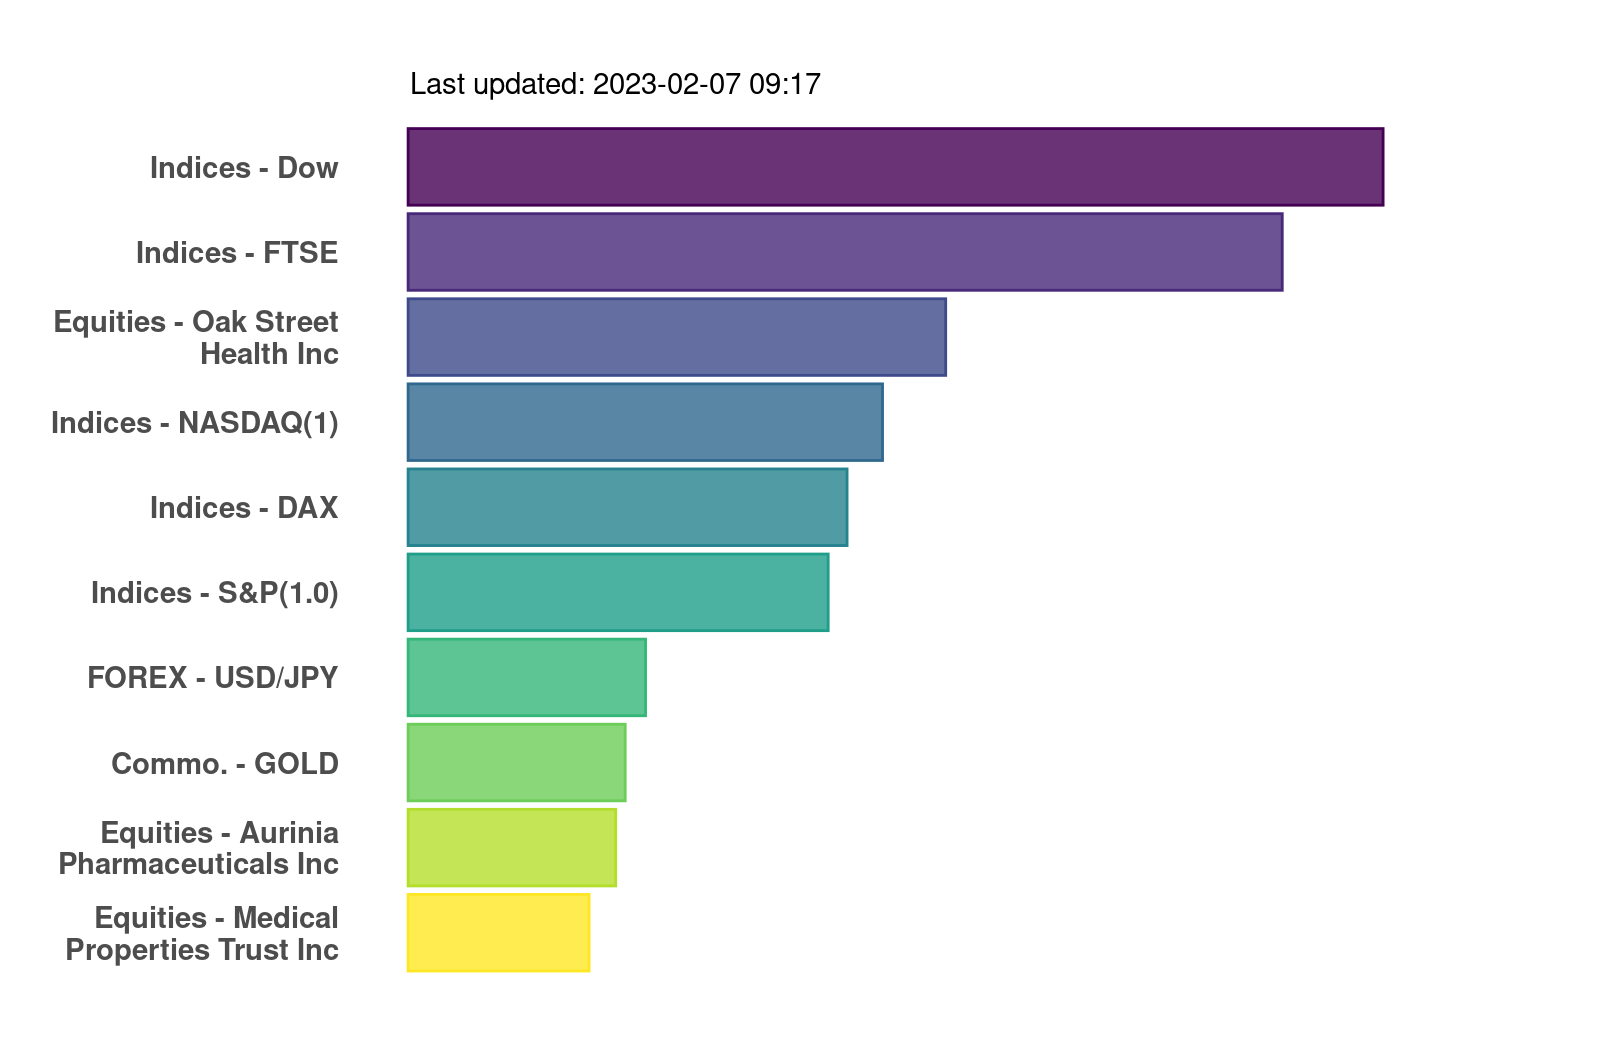 Last updated: 2023-02-07 09:17
Indices - Dow
Indices - FTSE
Equities - Oak Street
Health Inc
Indices - NASDAQ(1)
Indices - DAX
Indices - S&P(1.0)
FOREX - USD/JPY
Commo. - GOLD
Equities - Aurinia
Pharmaceuticals Inc
Equities - Medical
Properties Trust Inc